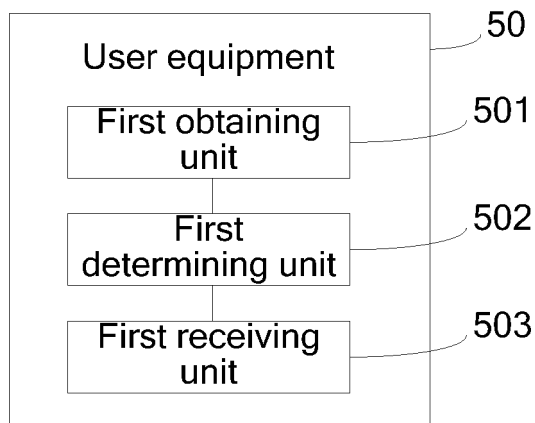 50
User equipment
First obtaining
unit
501
First
determining unit
502
First receiving
unit
503